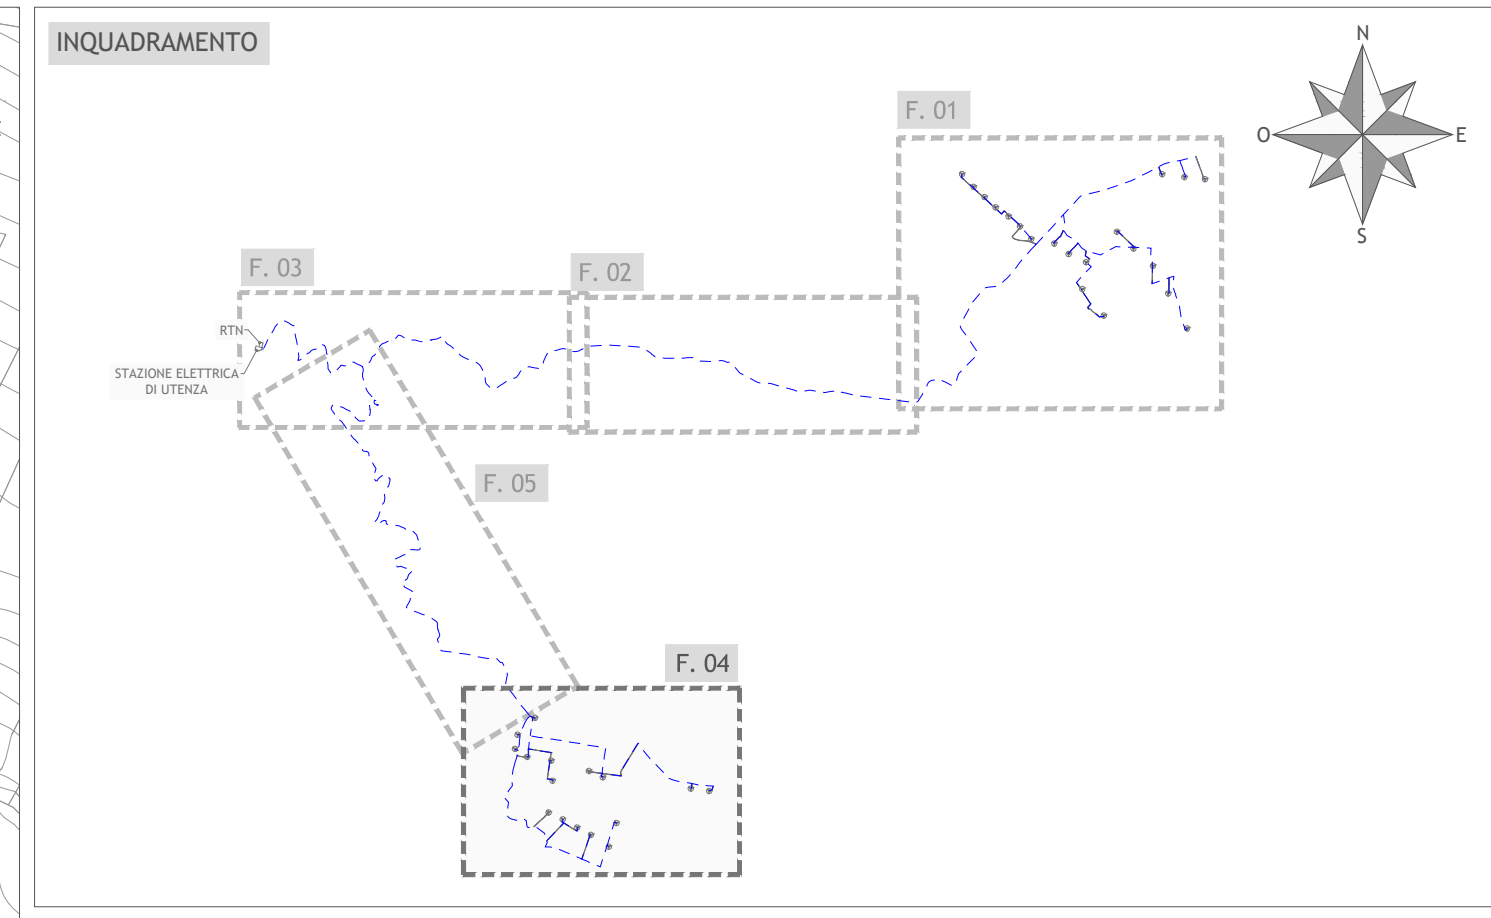 INQUADRAMENTO
N
O
E
S
F. 01
F. 03
F. 02
RTN
STAZIONE ELETTRICA
DI UTENZA
F. 05
F. 04